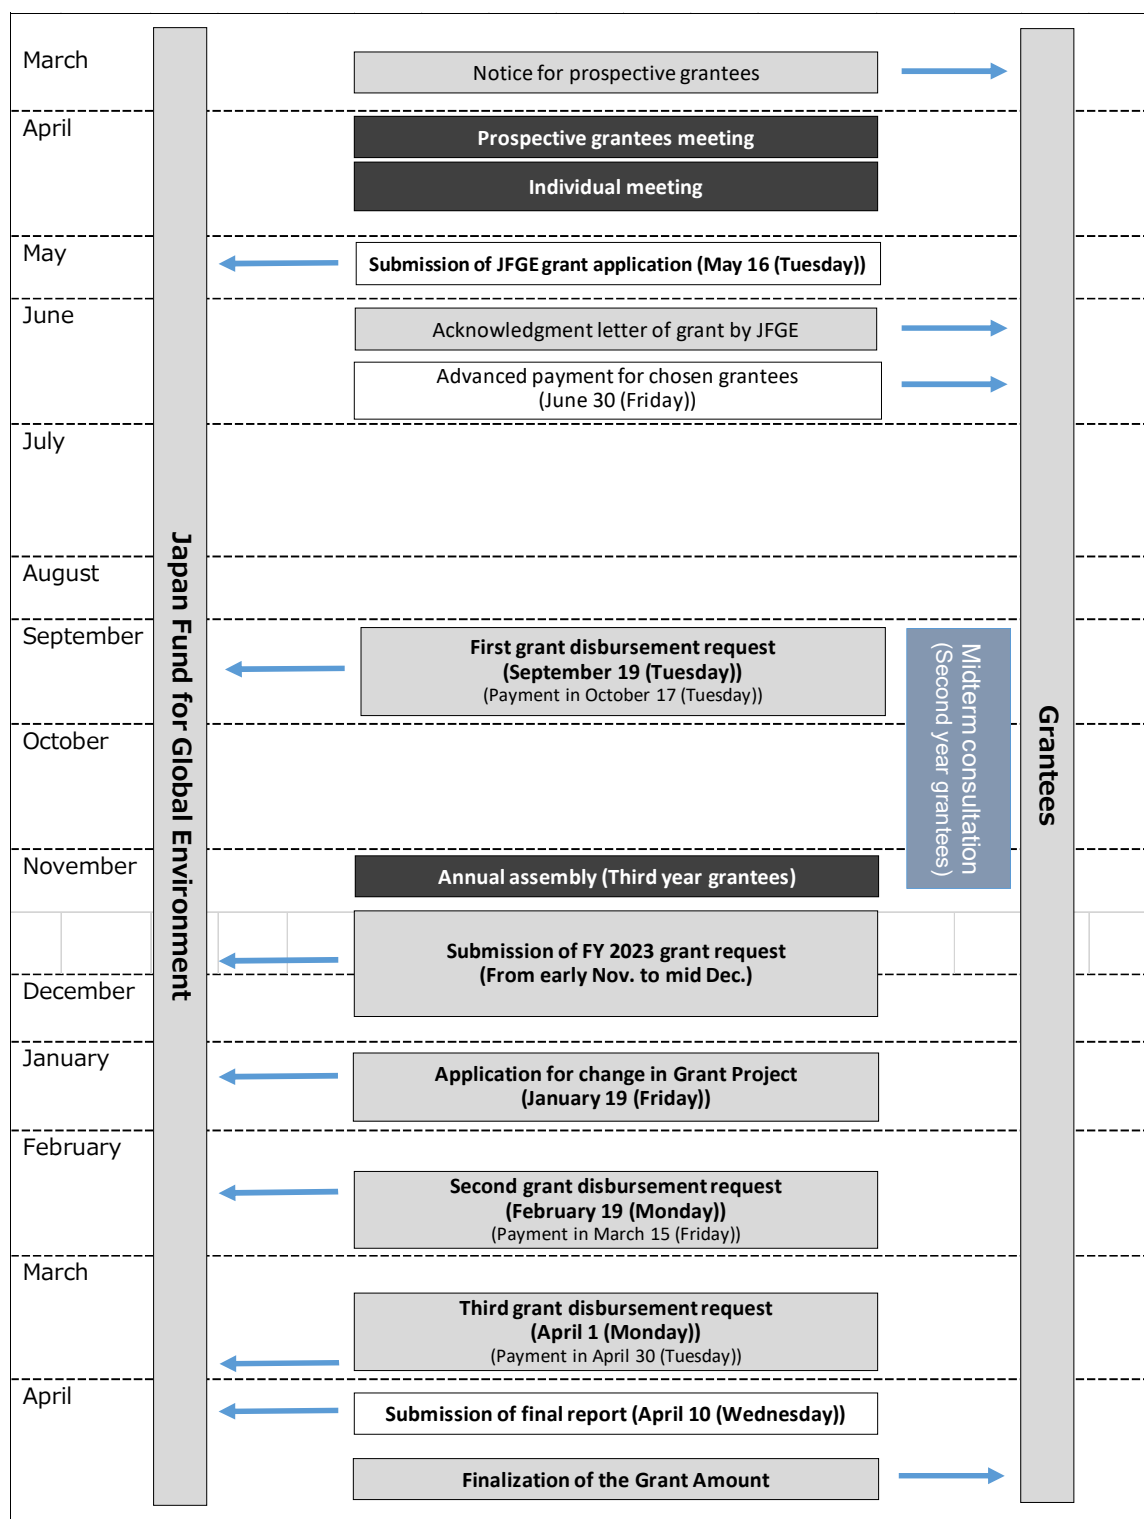 March
Notice for prospective grantees
April
Prospective grantees meeting
Individual meeting
May
Submission of JFGE grant application (May 16 (Tuesday))
June
Acknowledgment letter of grant by JFGE
Advanced payment for chosen grantees
(June 30 (Friday))
July
August
September
First grant disbursement request
(September 19 (Tuesday))
(Payment in October 17 (Tuesday))
Midterm consultation
(Second year grantees)
Japan Fund for Global Environment
Grantees
October
November
Annual assembly (Third year grantees)
Submission of FY 2023 grant request
(From early Nov. to mid Dec.)
December
January
Application for change in Grant Project
(January 19 (Friday))
February
Second grant disbursement request
(February 19 (Monday))
(Payment in March 15 (Friday))
March
Third grant disbursement request
(April 1 (Monday))
(Payment in April 30 (Tuesday))
April
Submission of final report (April 10 (Wednesday))
Finalization of the Grant Amount